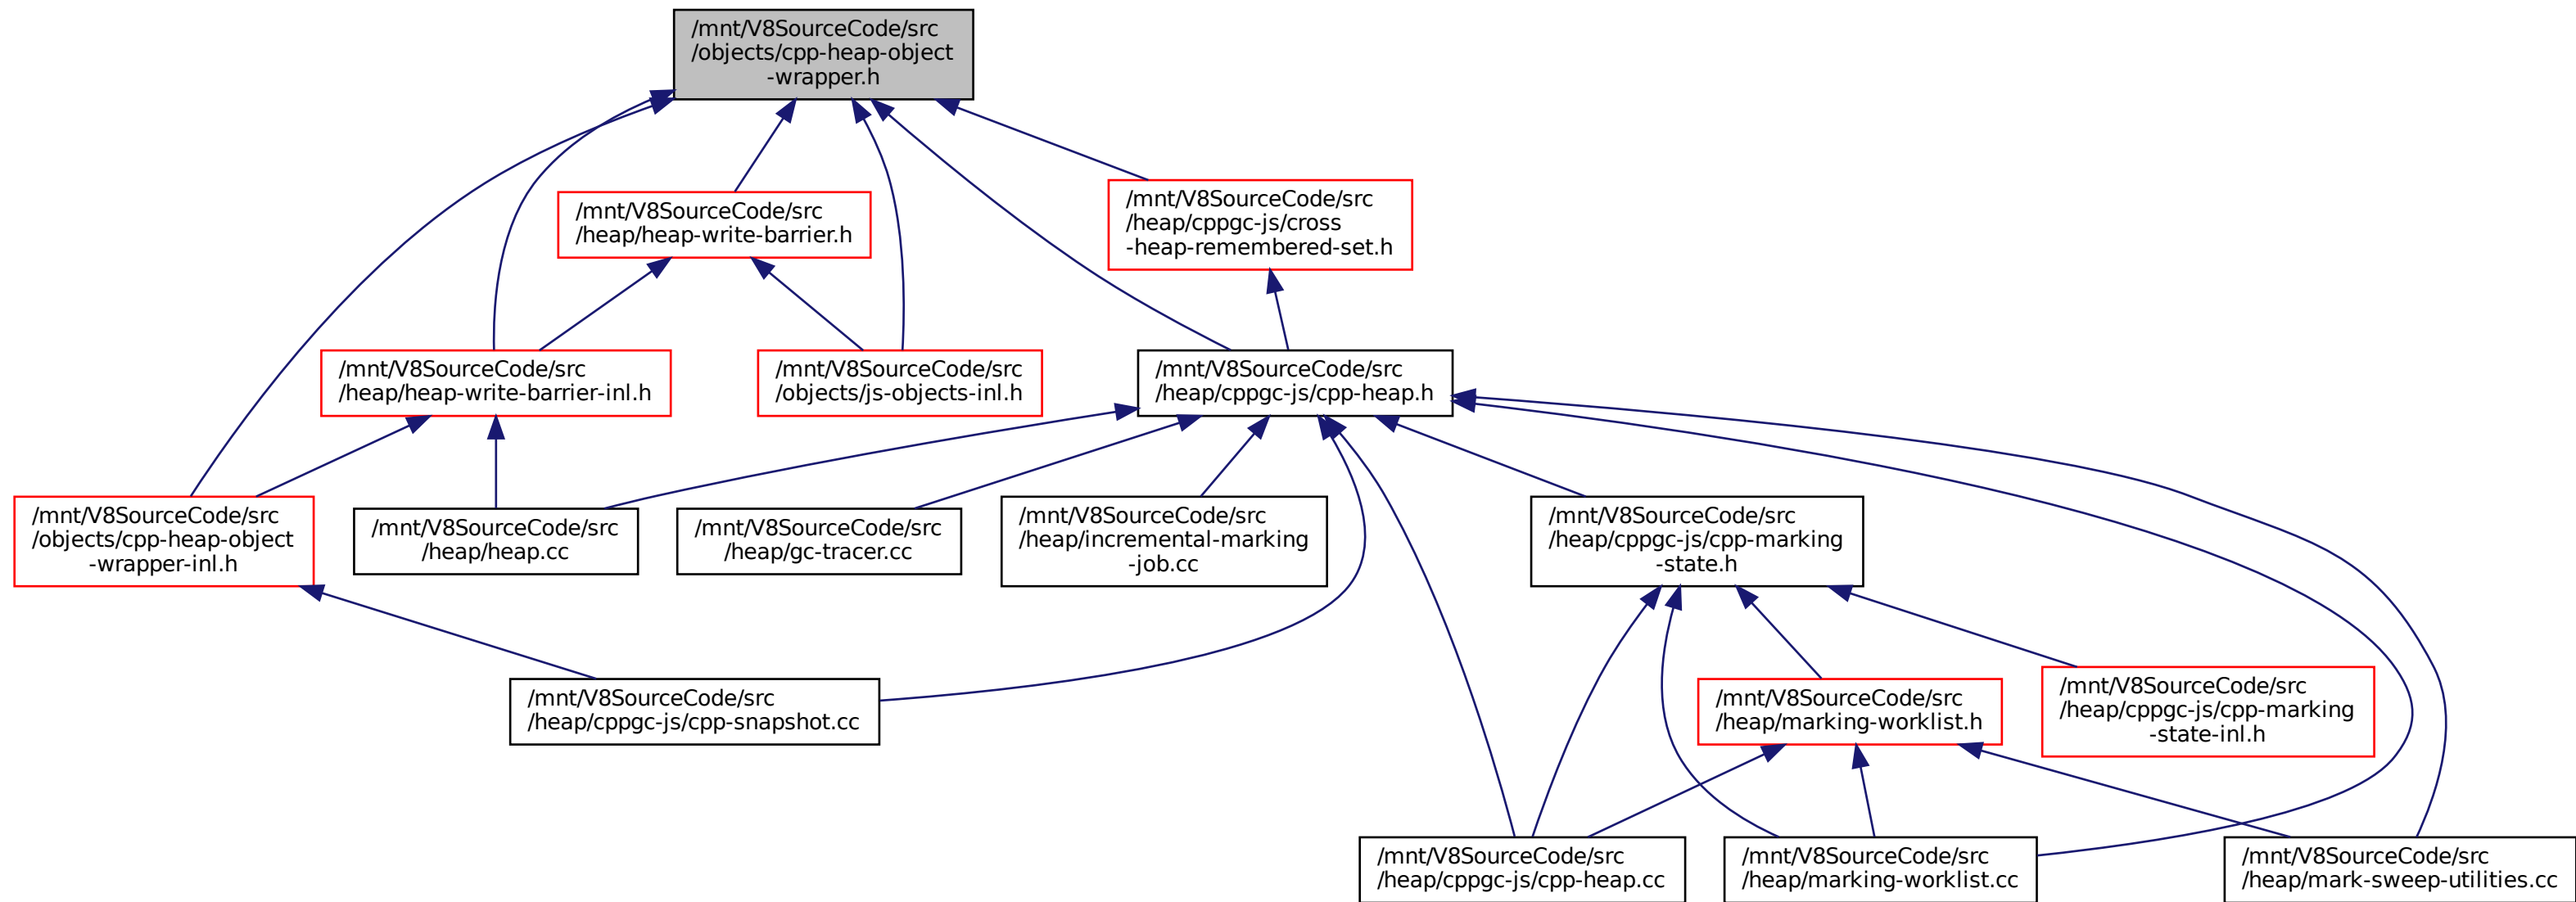 /mnt/V8SourceCode/src
/objects/cpp-heap-object
-wrapper.h
/mnt/V8SourceCode/src
/heap/heap-write-barrier.h
/mnt/V8SourceCode/src
/heap/cppgc-js/cross
-heap-remembered-set.h
/mnt/V8SourceCode/src
/heap/heap-write-barrier-inl.h
/mnt/V8SourceCode/src
/objects/js-objects-inl.h
/mnt/V8SourceCode/src
/heap/cppgc-js/cpp-heap.h
/mnt/V8SourceCode/src
/objects/cpp-heap-object
-wrapper-inl.h
/mnt/V8SourceCode/src
/heap/heap.cc
/mnt/V8SourceCode/src
/heap/gc-tracer.cc
/mnt/V8SourceCode/src
/heap/incremental-marking
-job.cc
/mnt/V8SourceCode/src
/heap/cppgc-js/cpp-marking
-state.h
/mnt/V8SourceCode/src
/heap/cppgc-js/cpp-snapshot.cc
/mnt/V8SourceCode/src
/heap/marking-worklist.h
/mnt/V8SourceCode/src
/heap/cppgc-js/cpp-marking
-state-inl.h
/mnt/V8SourceCode/src
/heap/cppgc-js/cpp-heap.cc
/mnt/V8SourceCode/src
/heap/marking-worklist.cc
/mnt/V8SourceCode/src
/heap/mark-sweep-utilities.cc